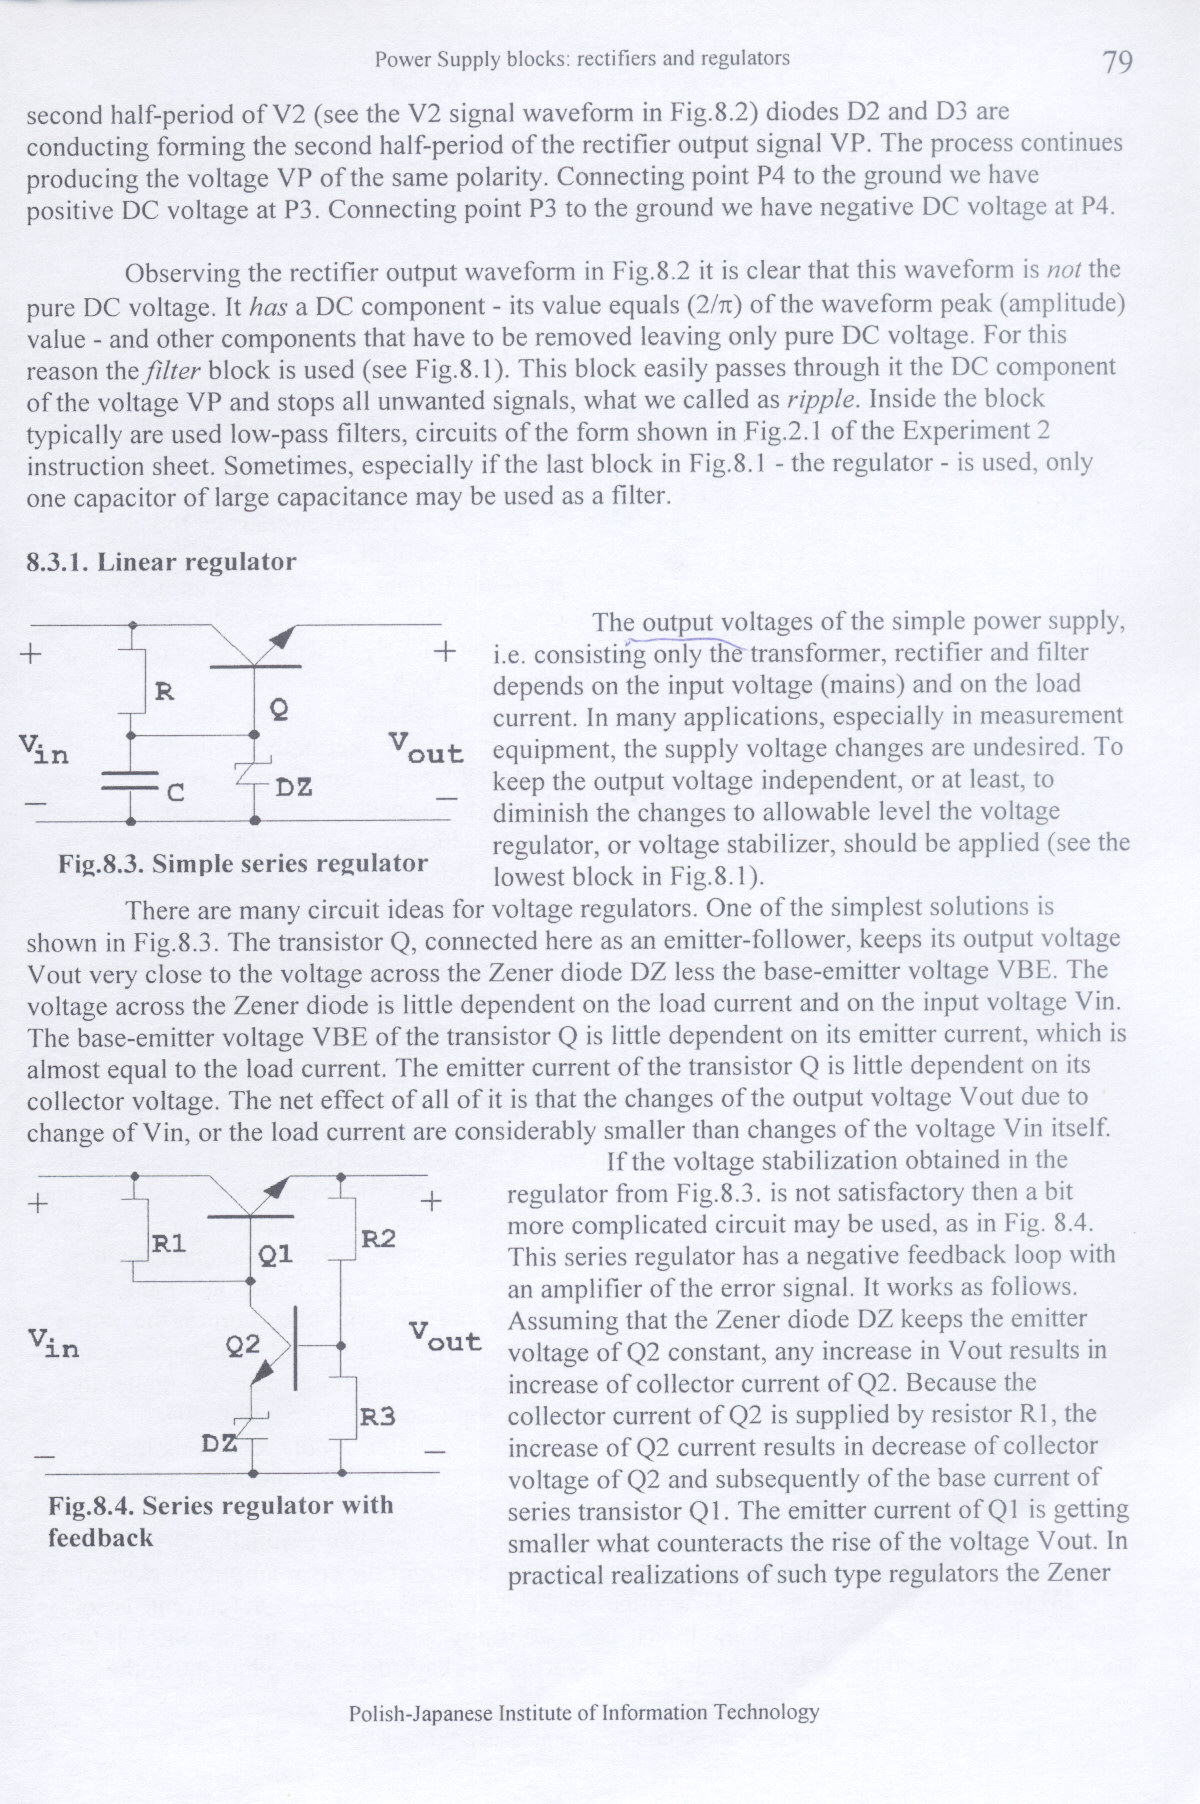 Power Supply blocks: rectifiers and regulators 79
second half-period of V2 (see the V2 signal waveform in Fig.8.2) diodes D2 and D3 are
conducting forming the second half-period of the rectifier output signal VP. The process continues
producing the voltage VP of the same polarity. Connecting point P4 to the ground we have
positive DC voltage at P3. Connecting point P3 to the ground we have negative DC voltage at P4.
Observing the rectifier output waveform in Fig.8.2 it is clear that this waveform is not the
pure DC voltage. It has a DC component - its value equals (2/π) of the waveform peak (amplitude)
value - and other components that have to be removed leaving only pure DC voltage. For this
reason the filter block is used (see Fig.8.1). This block easily passes through it the DC component
of the voltage VP and stops all unwanted signals, what we called as ripple. Inside the block
typically are used low-pass filters, circuits of the form shown in Fig.2.1 of the Experiment 2
instruction sheet. Sometimes, especially if the last block in Fig.8.1 - the regulator - is used, only
one capacitor of large capacitance may be used as a filter.
8.3.1. Linear regulator
+
+
R
Q
Vin
Vout
C
DZ
−
−
Fig.8.3. Simple series regulator
The output voltages of the simple power supply,
i.e. consisting only the transformer, rectifier and filter
depends on the input voltage (mains) and on the load
current. In many applications, especially in measurement
equipment, the supply voltage changes are undesired. To
keep the output voltage independent, or at least, to
diminish the changes to allowable level the voltage
regulator, or voltage stabilizer, should be applied (see the
lowest block in Fig.8.1).
There are many circuit ideas for voltage regulators. One of the simplest solutions is
shown in Fig.8.3. The transistor Q, connected here as an emitter-follower, keeps its output voltage
Vout very close to the voltage across the Zener diode DZ less the base-emitter voltage VBE. The
voltage across the Zener diode is little dependent on the load current and on the input voltage Vin.
The base-emitter voltage VBE of the transistor Q is little dependent on its emitter current, which is
almost equal to the load current. The emitter current of the transistor Q is little dependent on its
collector voltage. The net effect of all of it is that the changes of the output voltage Vout due to
change of Vin, or the load current are considerably smaller than changes of the voltage Vin itself.
+
+
R1
R2
Q1
Vin
Q2
Vout
R3
DZ
−
−
Fig.8.4. Series regulator with
feedback
If the voltage stabilization obtained in the
regulator from Fig.8.3. is not satisfactory then a bit
more complicated circuit may be used, as in Fig. 8.4.
This series regulator has a negative feedback loop with
an amplifier of the error signal. It works as follows.
Assuming that the Zener diode DZ keeps the emitter
voltage of Q2 constant, any increase in Vout results in
increase of collector current of Q2. Because the
collector current of Q2 is supplied by resistor R1, the
increase of Q2 current results in decrease of collector
voltage of Q2 and subsequently of the base current of
series transistor Q1. The emitter current of Q1 is getting
smaller what counteracts the rise of the voltage Vout. In
practical realizations of such type regulators the Zener
Polish-Japanese Institute of Information Technology